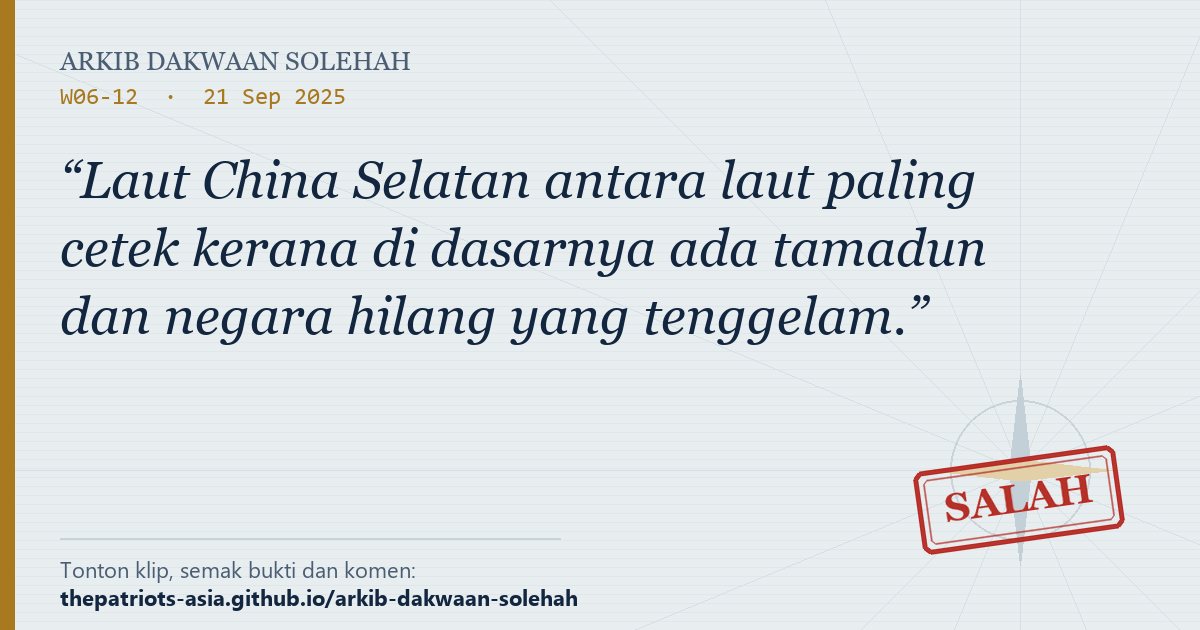 ARKIB DAKWAAN SOLEHAH
W06-12 · 21 Sep 2025
“Laut China Selatan antara laut paling
cetek kerana di dasarnya ada tamadun
dan negara hilang yang tenggelam.”
SALAH
Tonton klip, semak bukti dan komen:
thepatriots-asia.github.io/arkib-dakwaan-solehah